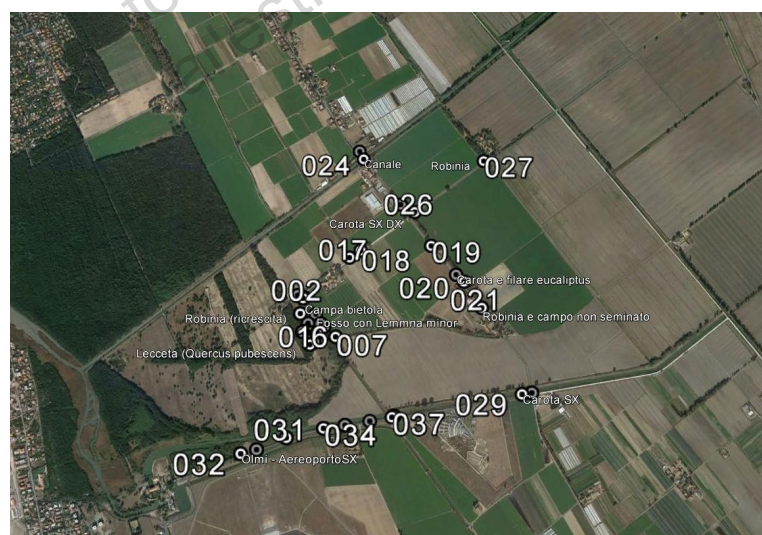 024
Canale
Robinia
027
026
Carota SX DX
017
018
019
Carota e filare eucaliptus
020
021
002
Campa bietola
Robinia (ricrescita)
Fosso con Lemmna minor
Robinia e campo non seminato
016
007
Lecceta (Quercus pubescens)
029
Carota SX
031
034
037
032
Olmi - AereoportoSX